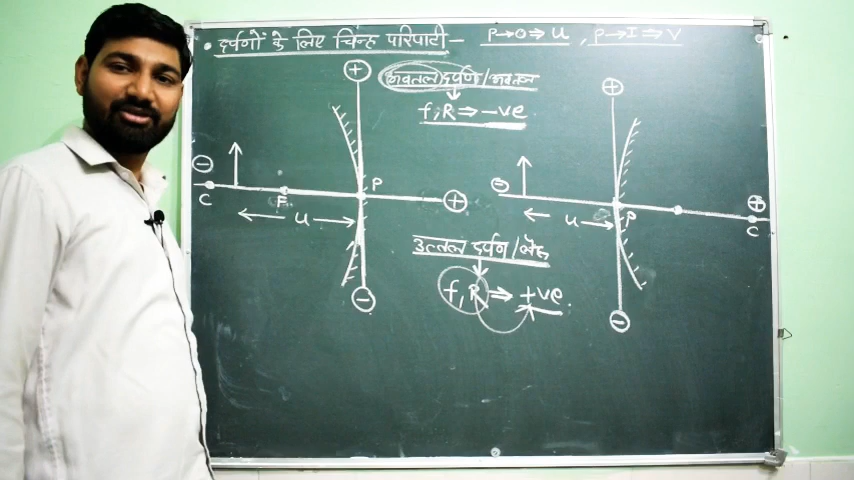 • दर्पणों के लिए चिन्ह परिपाटी – P→O⇒U , P→I⇒V
अवतल दर्पण / अवतल
f, R ⇒ –ve
+
–
C
F
P
+
u
–
+
–
P
+
C
u
–
उत्तल दर्पण / लेंस
f, R ⇒ +ve.